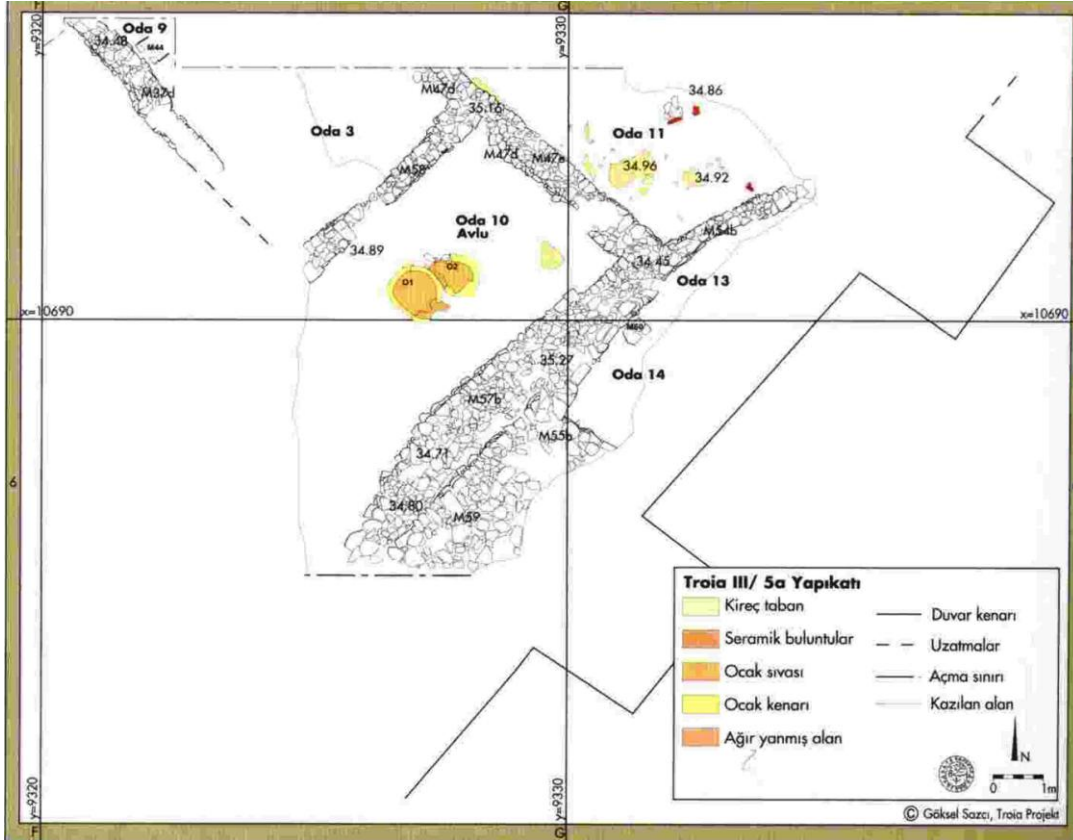 F
G
y=9320
y=9330
Oda 9
34.48
M44
M37d
M47d
35.16
Oda 3
M58
M47d
M47e
34.86
Oda 11
34.96
34.92
Oda 10
Avlu
34.89
O2
O1
M54b
34.45
Oda 13
x=10690
x=10690
M60
35.27
Oda 14
M57b
M55b
34.71
34.80
M59
6
Troia III/ 5a Yapıkatı
Kireç taban
Seramik buluntular
Ocak sıvası
Ocak kenarı
Ağır yanmış alan
Duvar kenarı
Uzatmalar
Açma sınırı
Kazılan alan
N
0 1m
y=9320
y=9330
© Göksel Sazcı, Troia Projekt
F
G